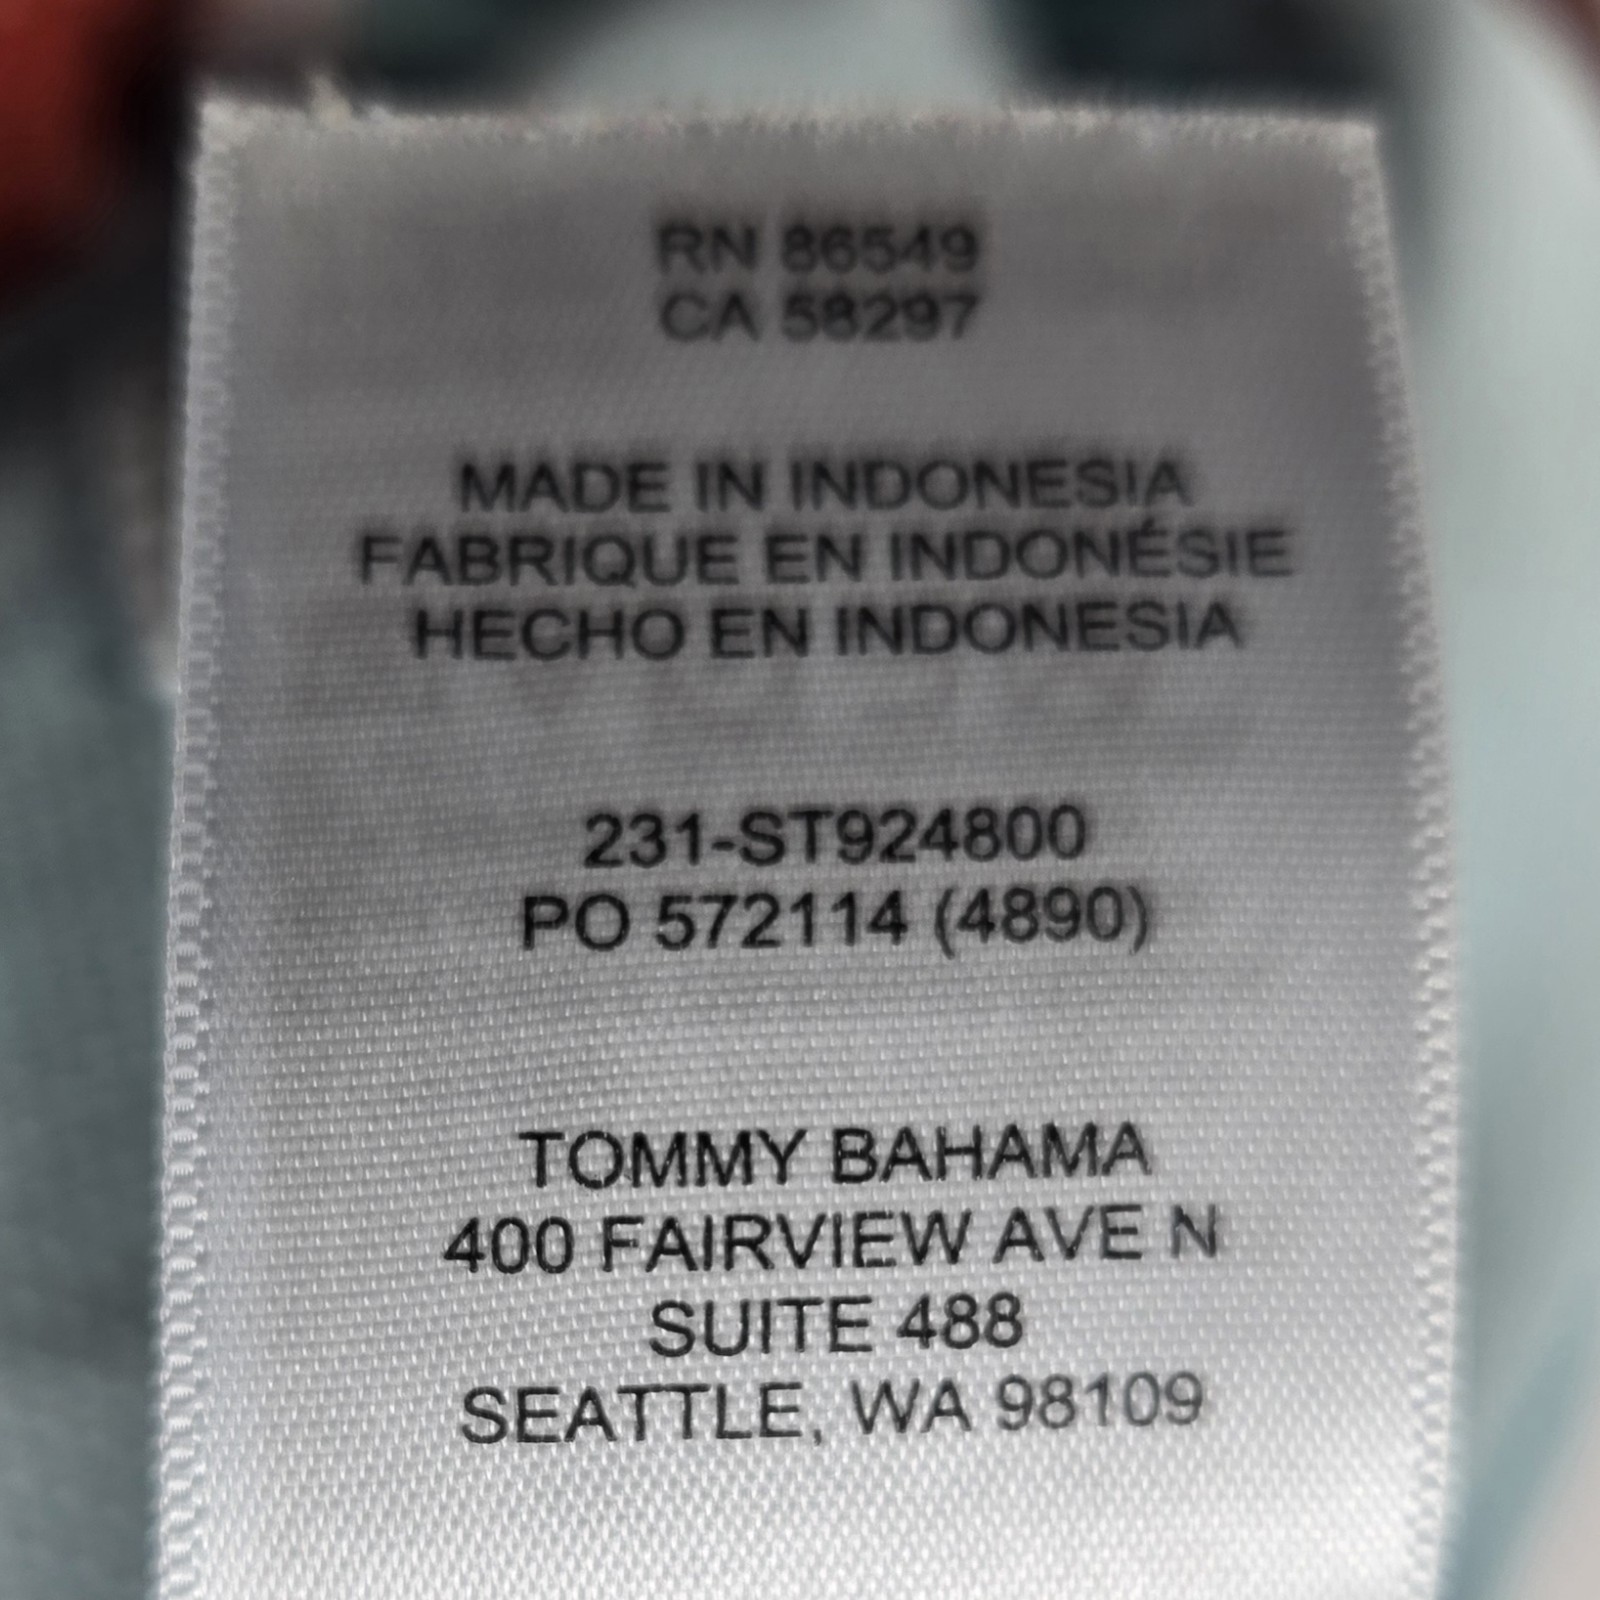 RN 86549
CA 58297
MADE IN INDONESIA
FABRIQUE EN INDONÉSIE
HECHO EN INDONESIA
231-ST924800
PO 572114 (4890)
TOMMY BAHAMA
400 FAIRVIEW AVE N
SUITE 488
SEATTLE, WA 98109